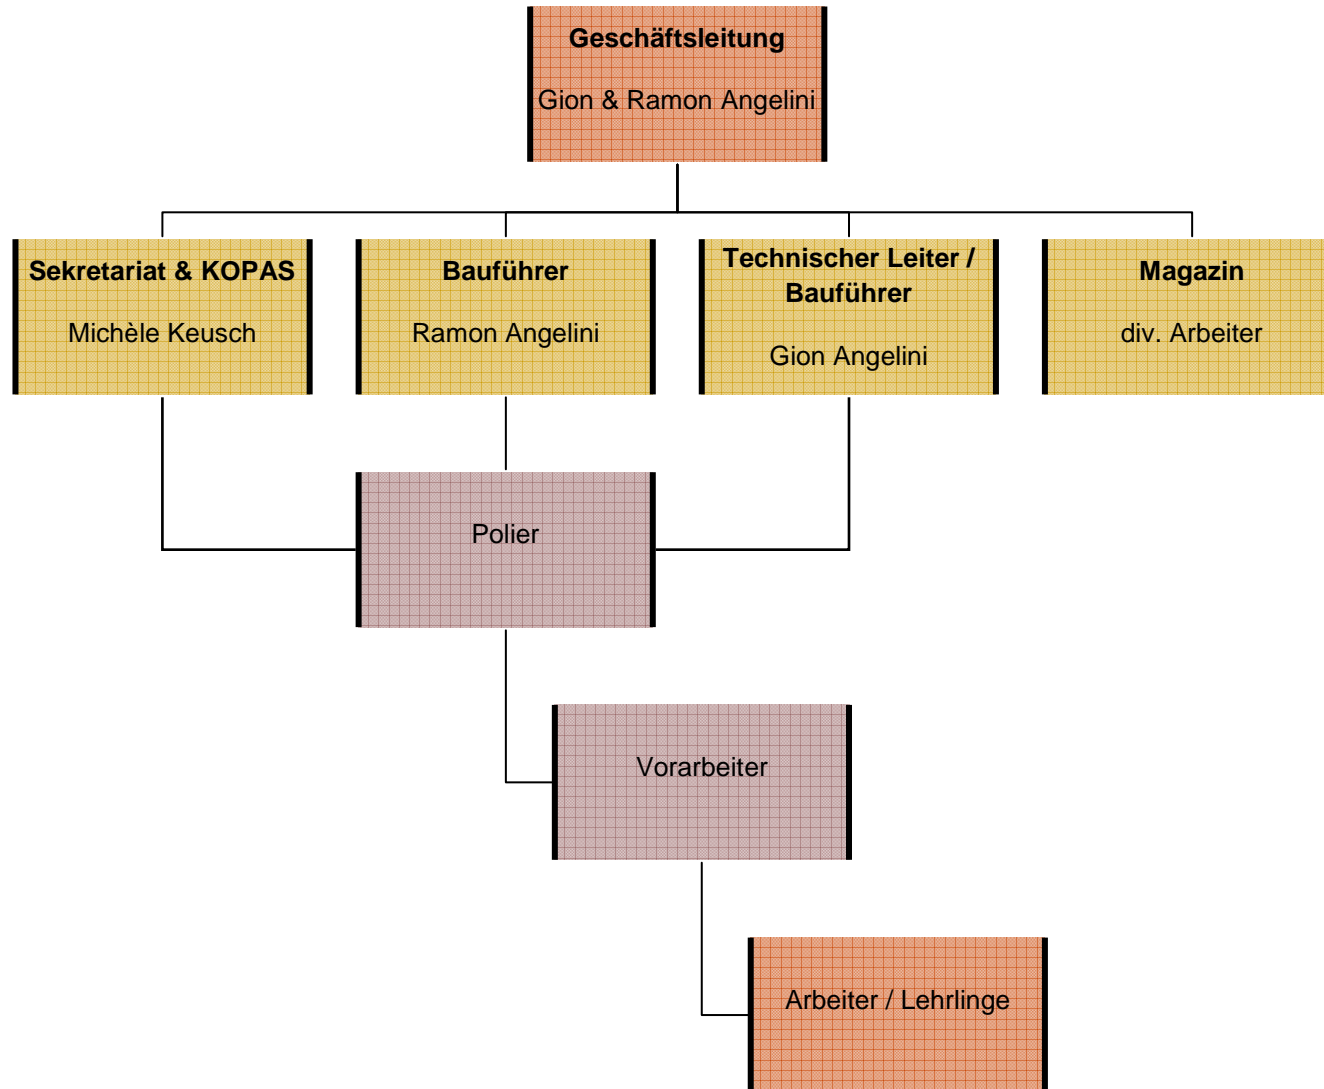 Geschäftsleitung
Gion & Ramon Angelini
Sekretariat & KOPAS
Michèle Keusch
Bauführer
Ramon Angelini
Technischer Leiter /
Bauführer
Gion Angelini
Magazin
div. Arbeiter
Polier
Vorarbeiter
Arbeiter / Lehrlinge